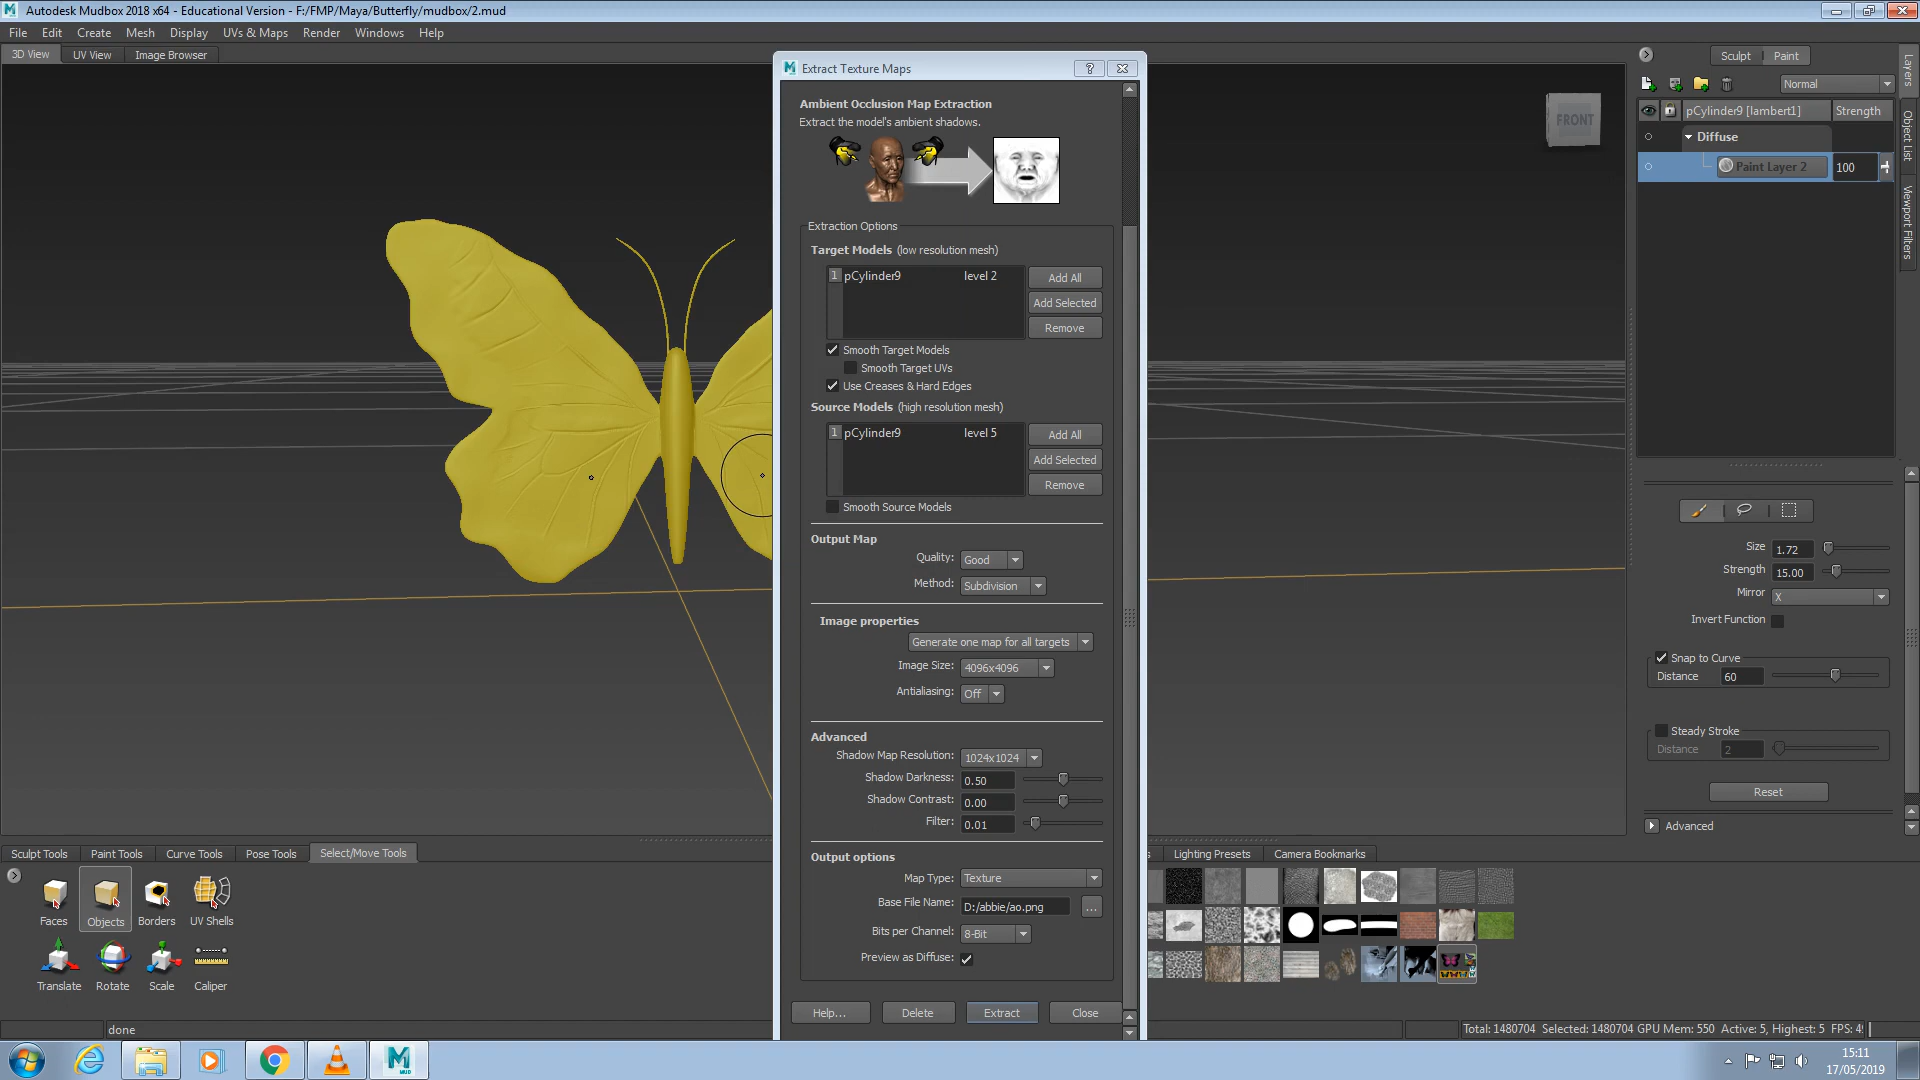 Autodesk Mudbox 2018 x64 - Educational Version - F:/FMP/Maya/Butterfly/mudbox/2.mud
File Edit Create Mesh Display UVs & Maps Render Windows Help
3D View UV View Image Browser
Extract Texture Maps
Ambient Occlusion Map Extraction
Extract the model's ambient shadows.
Extraction Options
Target Models (low resolution mesh)
1 pCylinder9 level 2
Add All
Add Selected
Remove
Smooth Target Models
Smooth Target UVs
Use Creases & Hard Edges
Source Models (high resolution mesh)
1 pCylinder9 level 5
Add All
Add Selected
Remove
Smooth Source Models
Output Map
Quality: Good
Method: Subdivision
Image properties
Generate one map for all targets
Image Size: 4096x4096
Antialiasing: Off
Advanced
Shadow Map Resolution: 1024x1024
Shadow Darkness: 0.50
Shadow Contrast: 0.00
Filter: 0.01
Output options
Map Type: Texture
Base File Name: D:/abbie/ao.png ...
Bits per Channel: 8-Bit
Preview as Diffuse:
Help... Delete Extract Close
FRONT
Sculpt Paint
Normal
pCylinder9 [lambert1] Strength
Diffuse
Paint Layer 2 100
Layers
Object List
Viewport Filters
Size 1.72
Strength 15.00
Mirror X
Invert Function
Snap to Curve
Distance 60
Steady Stroke
Distance 2
Reset
Advanced
Sculpt Tools Paint Tools Curve Tools Pose Tools Select/Move Tools
Faces Objects Borders UV Shells
Translate Rotate Scale Caliper
Lighting Presets Camera Bookmarks
done
Total: 1480704 Selected: 1480704 GPU Mem: 550 Active: 5, Highest: 5 FPS:
MUD
15:11
17/05/2019